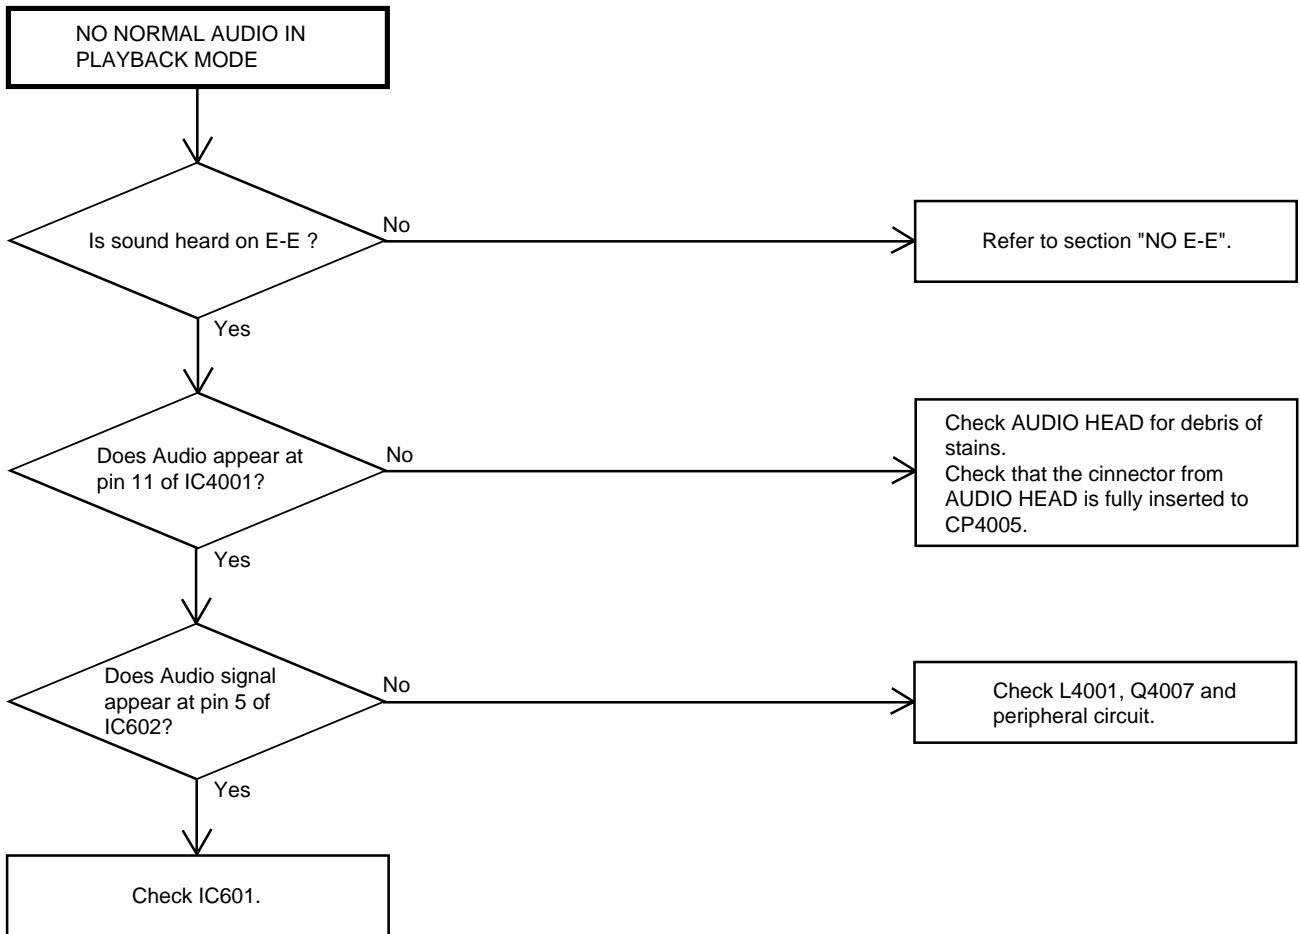 NO NORMAL AUDIO IN
PLAYBACK MODE
Is sound heard on E-E ?
No
Refer to section "NO E-E".
Yes
Does Audio appear at
pin 11 of IC4001?
No
Check AUDIO HEAD for debris of
stains.
Check that the cinnector from
AUDIO HEAD is fully inserted to
CP4005.
Yes
Does Audio signal
appear at pin 5 of
IC602?
No
Check L4001, Q4007 and
peripheral circuit.
Yes
Check IC601.